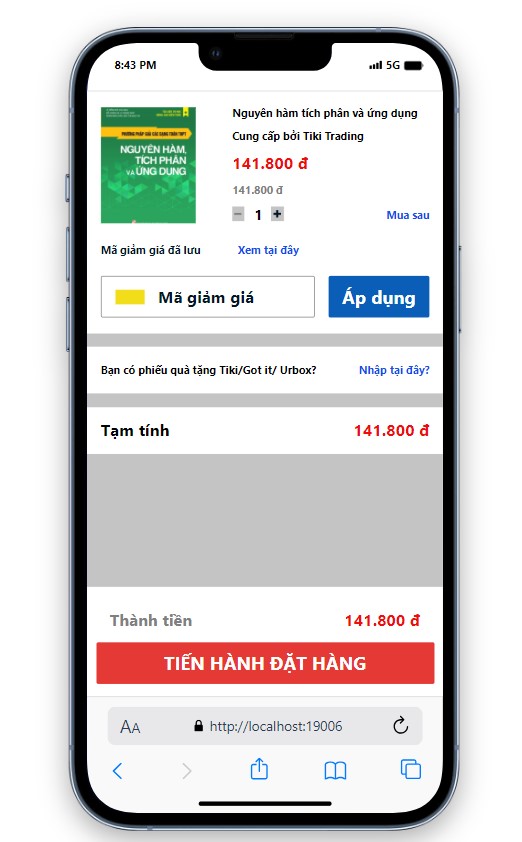 8:43 PM 5G
PHƯƠNG PHÁP GIẢI CÁC DẠNG TOÁN THPT
NGUYÊN HÀM,
TÍCH PHÂN
VÀ ỨNG DỤNG
Nguyên hàm tích phân và ứng dụng
Cung cấp bởi Tiki Trading
141.800 đ
141.800 đ
− 1 + Mua sau
Mã giảm giá đã lưu Xem tại đây
Mã giảm giá Áp dụng
Bạn có phiếu quà tặng Tiki/Got it/ Urbox? Nhập tại đây?
Tạm tính 141.800 đ
Thành tiền 141.800 đ
TIẾN HÀNH ĐẶT HÀNG
AA http://localhost:19006